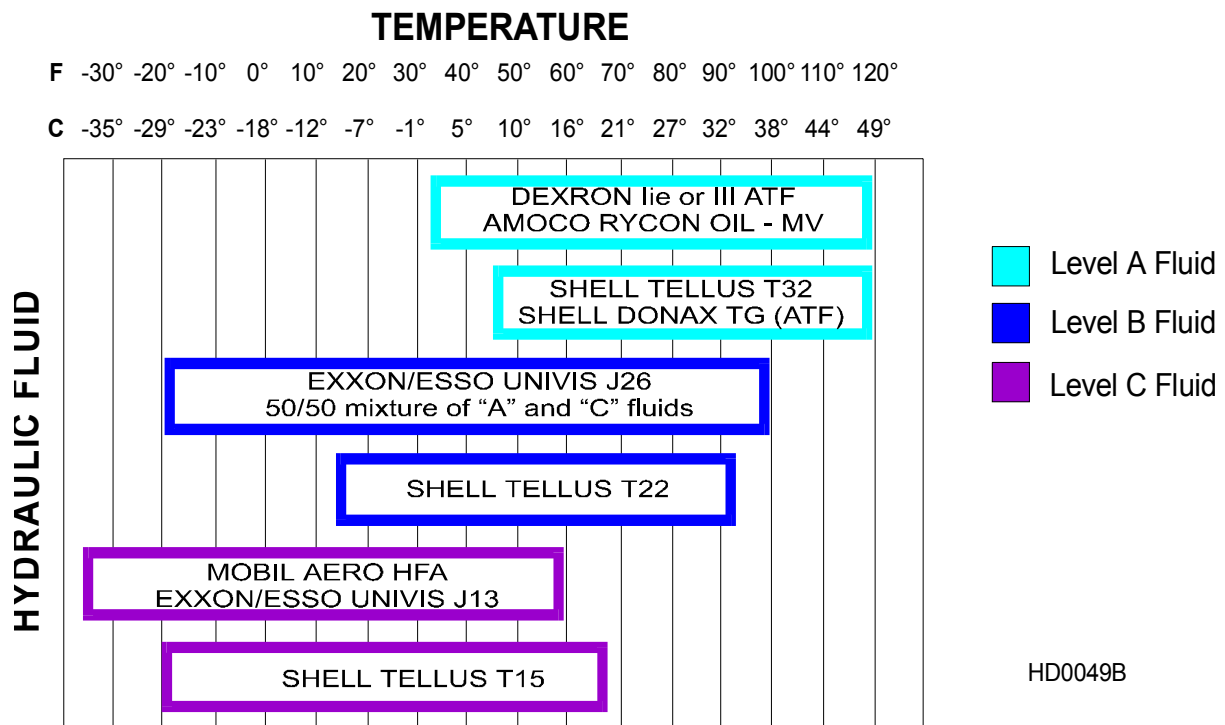 TEMPERATURE
F -30° -20° -10° 0° 10° 20° 30° 40° 50° 60° 70° 80° 90° 100° 110° 120°
C -35° -29° -23° -18° -12° -7° -1° 5° 10° 16° 21° 27° 32° 38° 44° 49°
HYDRAULIC FLUID
DEXRON Iie or III ATF
AMOCO RYCON OIL - MV
SHELL TELLUS T32
SHELL DONAX TG (ATF)
EXXON/ESSO UNIVIS J26
50/50 mixture of “A” and “C” fluids
SHELL TELLUS T22
MOBIL AERO HFA
EXXON/ESSO UNIVIS J13
SHELL TELLUS T15
Level A Fluid
Level B Fluid
Level C Fluid
HD0049B